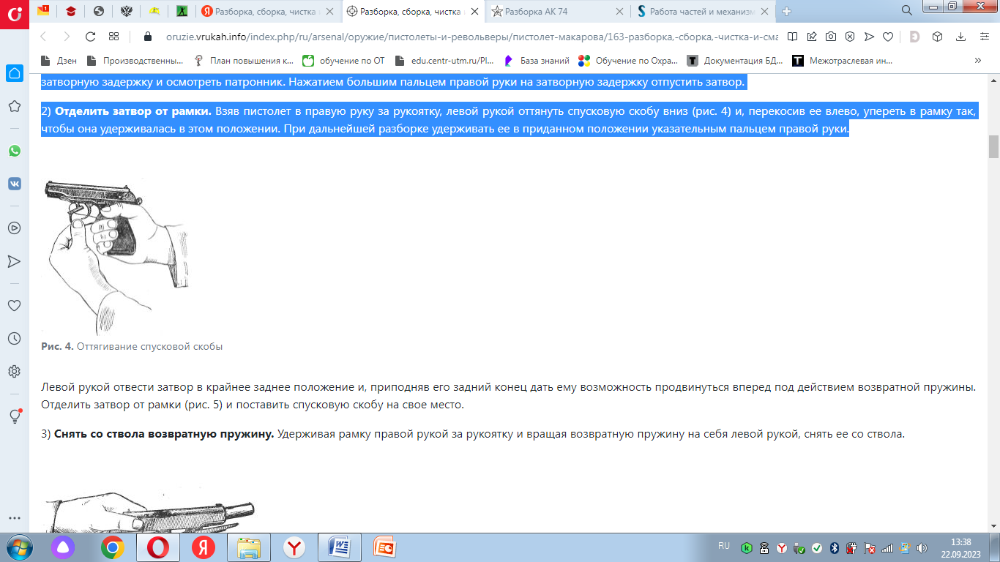 Разборка, сборка, чистка
Разборка, сборка, чистка
Разборка АК 74
Работа частей и механизм
oruzie.vrukah.info/index.php/ru/arsenal/оружие/пистолеты-и-револьверы/пистолет-макарова/163-разборка,-сборка,-чистка-и-сма
Дзен
Производственны...
План повышения к...
обучение по ОТ
edu.centr-utm.ru/Pl...
База знаний
Обучение по Охра...
Документация БД...
Межотраслевая ин...
затворную задержку и осмотреть патронник. Нажатием большим пальцем правой руки на затворную задержку отпустить затвор.
2) Отделить затвор от рамки. Взяв пистолет в правую руку за рукоятку, левой рукой оттянуть спусковую скобу вниз (рис. 4) и, перекосив ее влево, упереть в рамку так,
чтобы она удерживалась в этом положении. При дальнейшей разборке удерживать ее в приданном положении указательным пальцем правой руки.
Рис. 4. Оттягивание спусковой скобы
Левой рукой отвести затвор в крайнее заднее положение и, приподняв его задний конец дать ему возможность продвинуться вперед под действием возвратной пружины.
Отделить затвор от рамки (рис. 5) и поставить спусковую скобу на свое место.
3) Снять со ствола возвратную пружину. Удерживая рамку правой рукой за рукоятку и вращая возвратную пружину на себя левой рукой, снять ее со ствола.
RU
13:38
22.09.2023